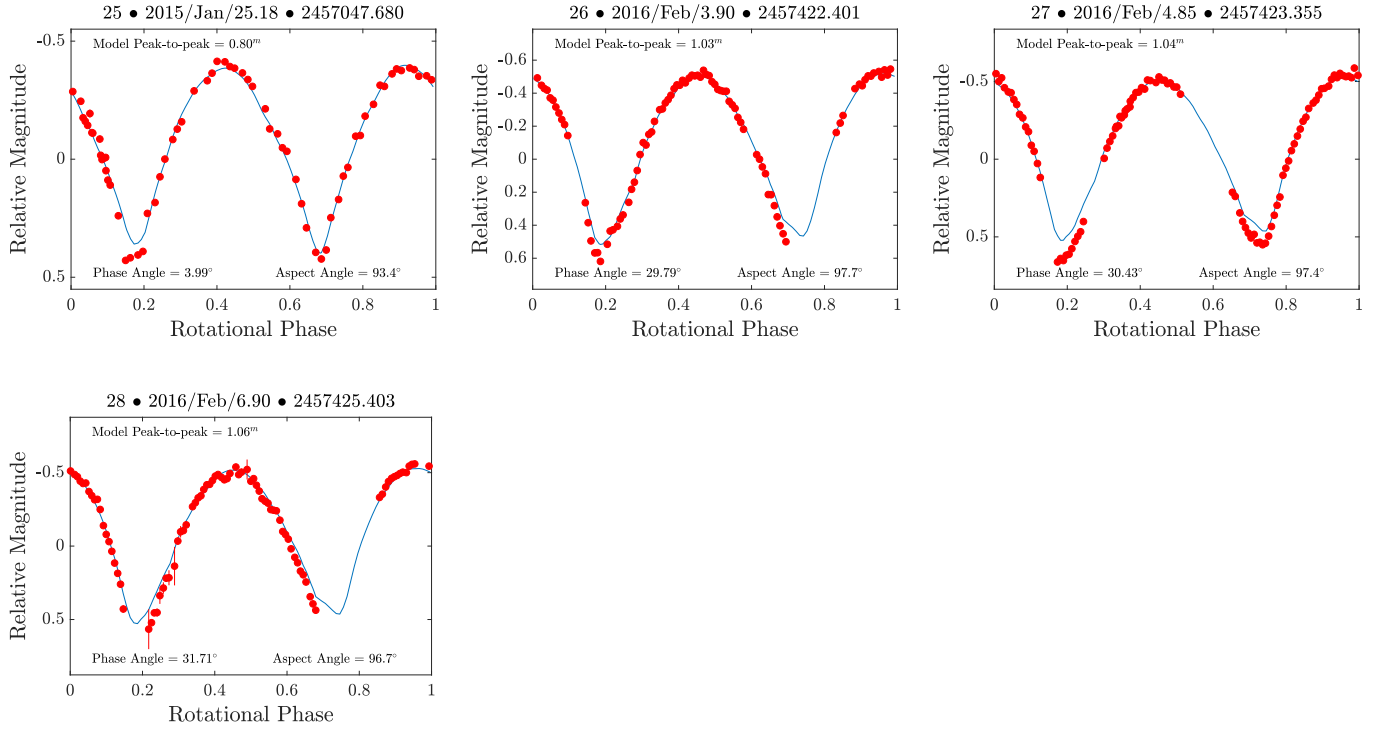 25 • 2015/Jan/25.18 • 2457047.680
Model Peak-to-peak = 0.80m
-0.5
0
0.5
Relative Magnitude
Phase Angle = 3.99° Aspect Angle = 93.4°
0 0.2 0.4 0.6 0.8 1
Rotational Phase
26 • 2016/Feb/3.90 • 2457422.401
Model Peak-to-peak = 1.03m
-0.6
-0.4
-0.2
0
0.2
0.4
0.6
Relative Magnitude
Phase Angle = 29.79° Aspect Angle = 97.7°
0 0.2 0.4 0.6 0.8 1
Rotational Phase
27 • 2016/Feb/4.85 • 2457423.355
Model Peak-to-peak = 1.04m
-0.5
0
0.5
Relative Magnitude
Phase Angle = 30.43° Aspect Angle = 97.4°
0 0.2 0.4 0.6 0.8 1
Rotational Phase
28 • 2016/Feb/6.90 • 2457425.403
Model Peak-to-peak = 1.06m
-0.5
0
0.5
Relative Magnitude
Phase Angle = 31.71° Aspect Angle = 96.7°
0 0.2 0.4 0.6 0.8 1
Rotational Phase